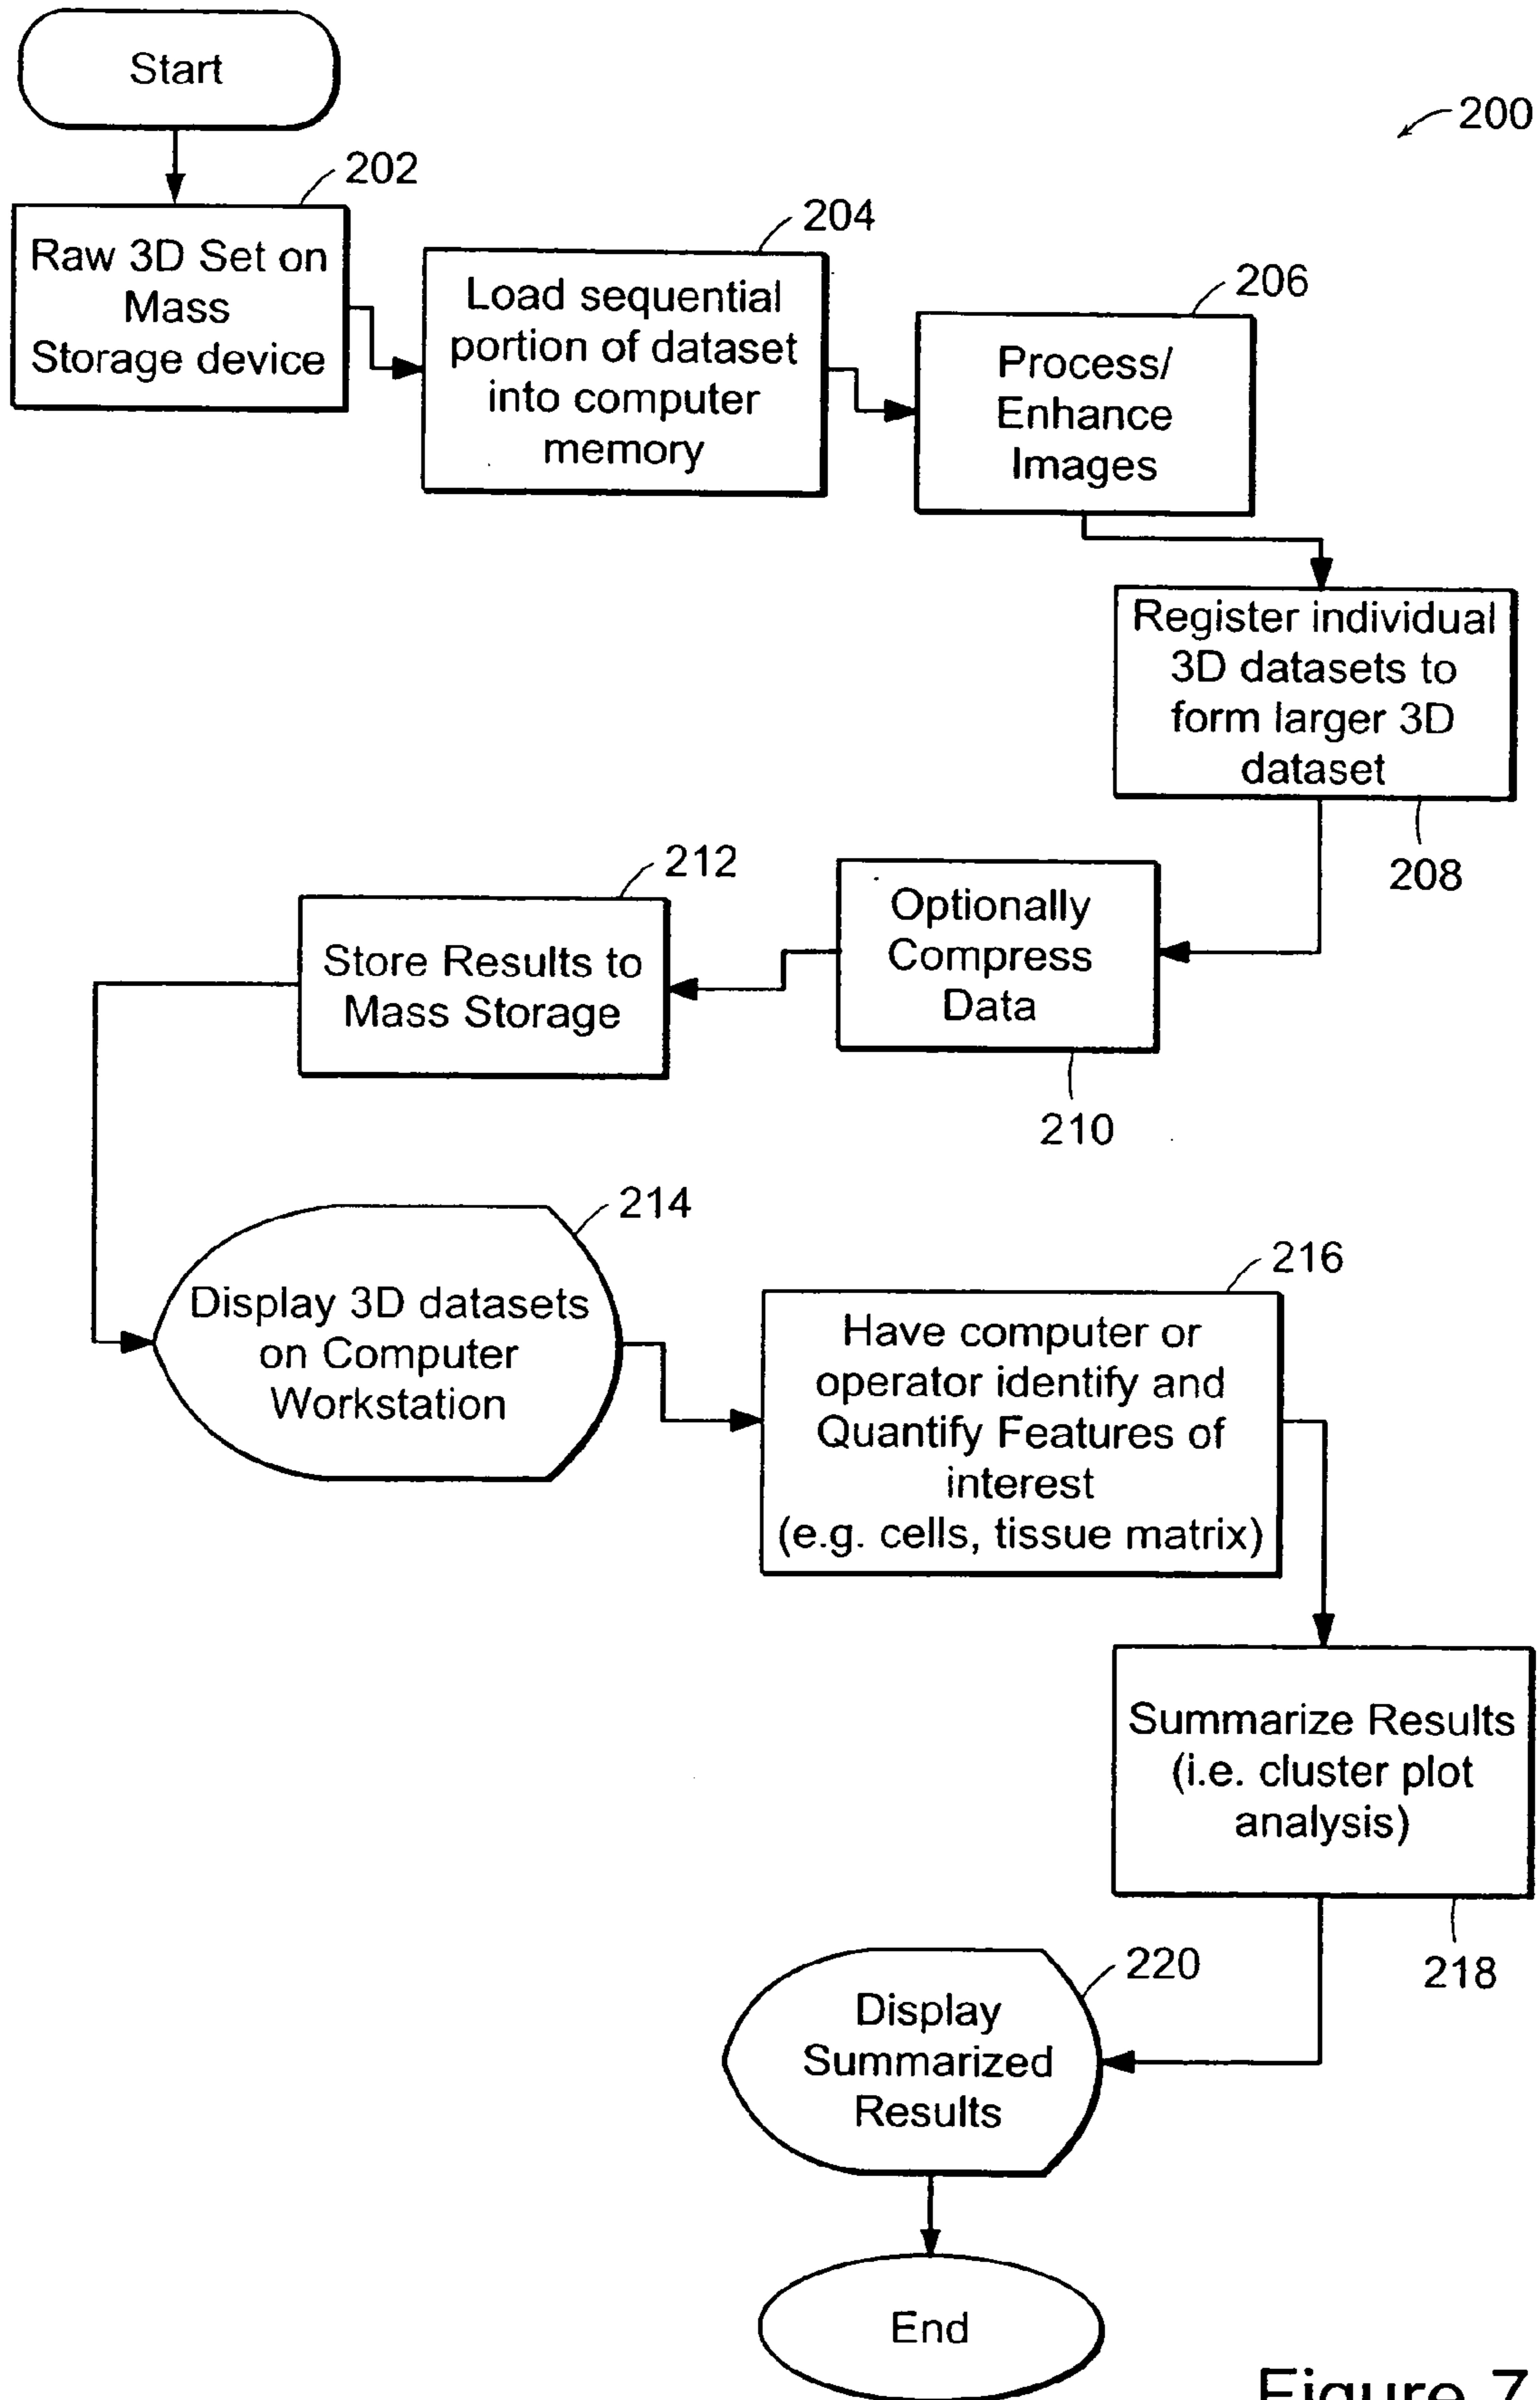 Start
200
202
Raw 3D Set on
Mass
Storage device
204
Load sequential
portion of dataset
into computer
memory
206
Process/
Enhance
Images
Register individual
3D datasets to
form larger 3D
dataset
208
212
Store Results to
Mass Storage
Optionally
Compress
Data
210
214
Display 3D datasets
on Computer
Workstation
216
Have computer or
operator identify and
Quantify Features of
interest
(e.g. cells, tissue matrix)
Summarize Results
(i.e. cluster plot
analysis)
218
220
Display
Summarized
Results
End
Figure 7